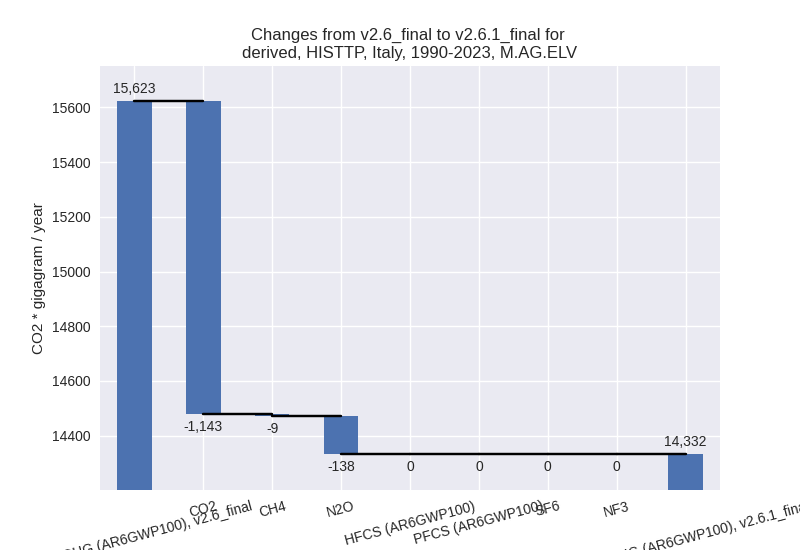 Changes from v2.6_final to v2.6.1_final for
derived, HISTTP, Italy, 1990-2023, M.AG.ELV
15,623
15600
15400
15200
15000
14800
14600
14400
CO2 * gigagram / year
-1,143
-9
-138
0
0
0
0
14,332
(AR6GWP100), v2.6_final
CO2
CH4
N2O
HFCS (AR6GWP100)
PFCS (AR6GWP100)
SF6
NF3
(AR6GWP100), v2.6.1_fina